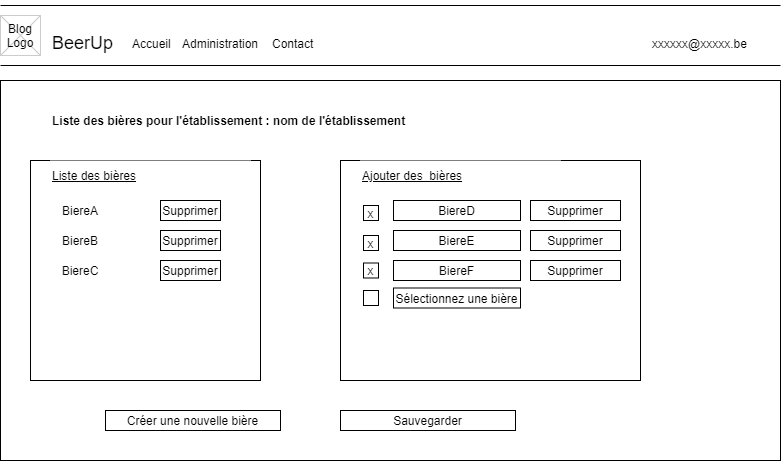 Blog
Logo
BeerUp Accueil Administration Contact xxxxxx@xxxxx.be
Liste des bières pour l'établissement : nom de l'établissement
Liste des bières
BiereA Supprimer
BiereB Supprimer
BiereC Supprimer
Ajouter des bières
x BiereD Supprimer
x BiereE Supprimer
x BiereF Supprimer
Sélectionnez une bière
Créer une nouvelle bière
Sauvegarder